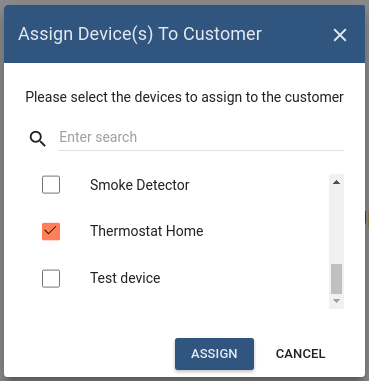 Assign Device(s) To Customer
Please select the devices to assign to the customer
Enter search
Smoke Detector
Thermostat Home
Test device
ASSIGN CANCEL